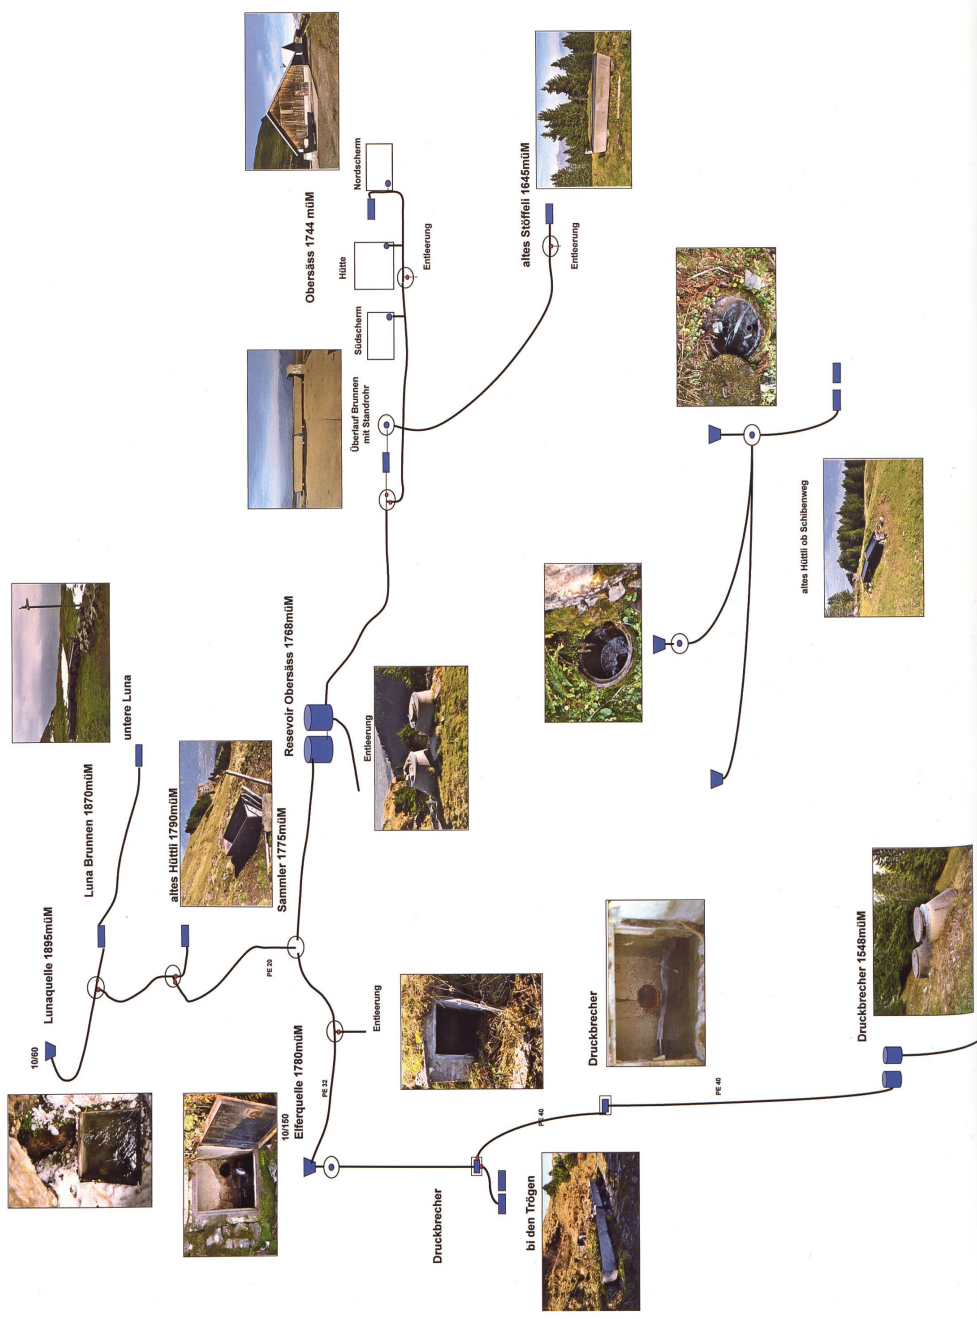 10/60
Lunaquelle 1895müM
Luna Brunnen 1870müM
untere Luna
altes Hüttli 1790müM
10/150
Elferquelle 1780müM
PE 32
PE 20
Sammler 1775müM
Entleerung
Resevoir Obersäss 1768müM
Entleerung
Überlauf Brunnen
mit Standrohr
Obersäss 1744 müM
Südscherm
Hütte
Nordscherm
Entleerung
altes Stöffeli 1645müM
Entleerung
Druckbrecher
bi den Trögen
PE 40
Druckbrecher
PE 40
Druckbrecher 1548müM
altes Hüttli ob Schibenweg